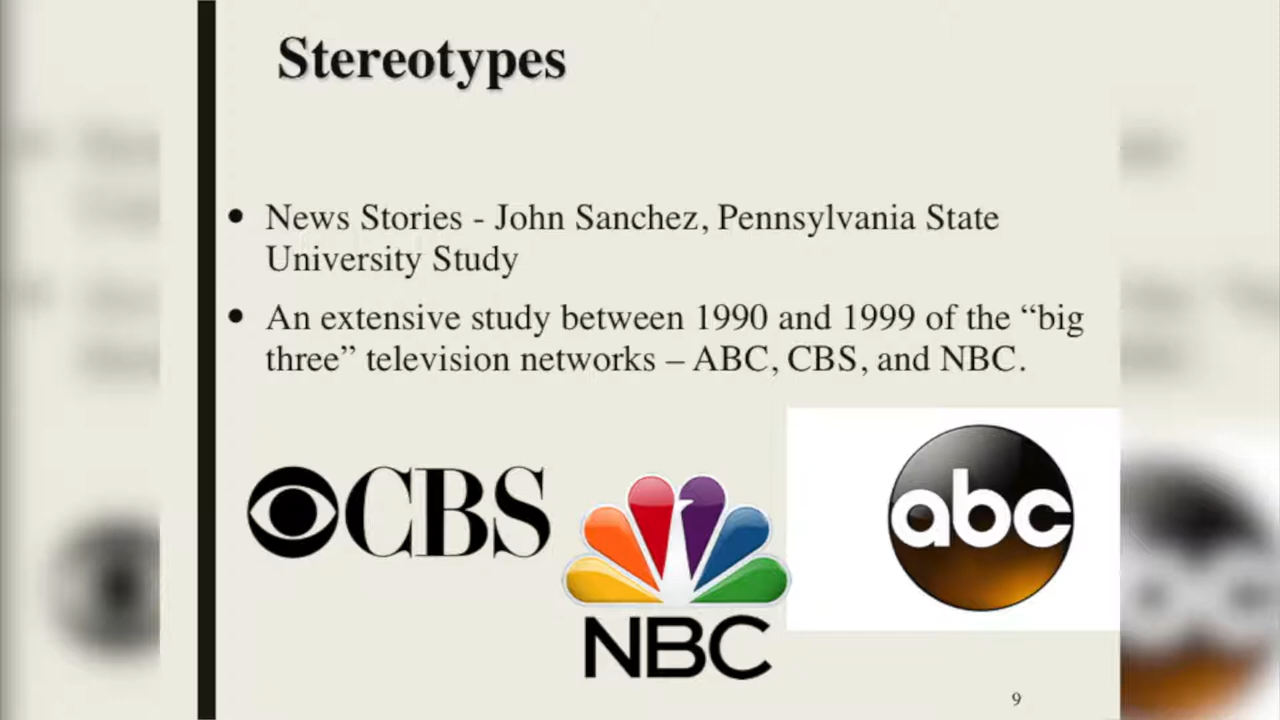 Stereotypes
• News Stories - John Sanchez, Pennsylvania State
University Study
• An extensive study between 1990 and 1999 of the “big
three” television networks – ABC, CBS, and NBC.
CBS
NBC
abc
9